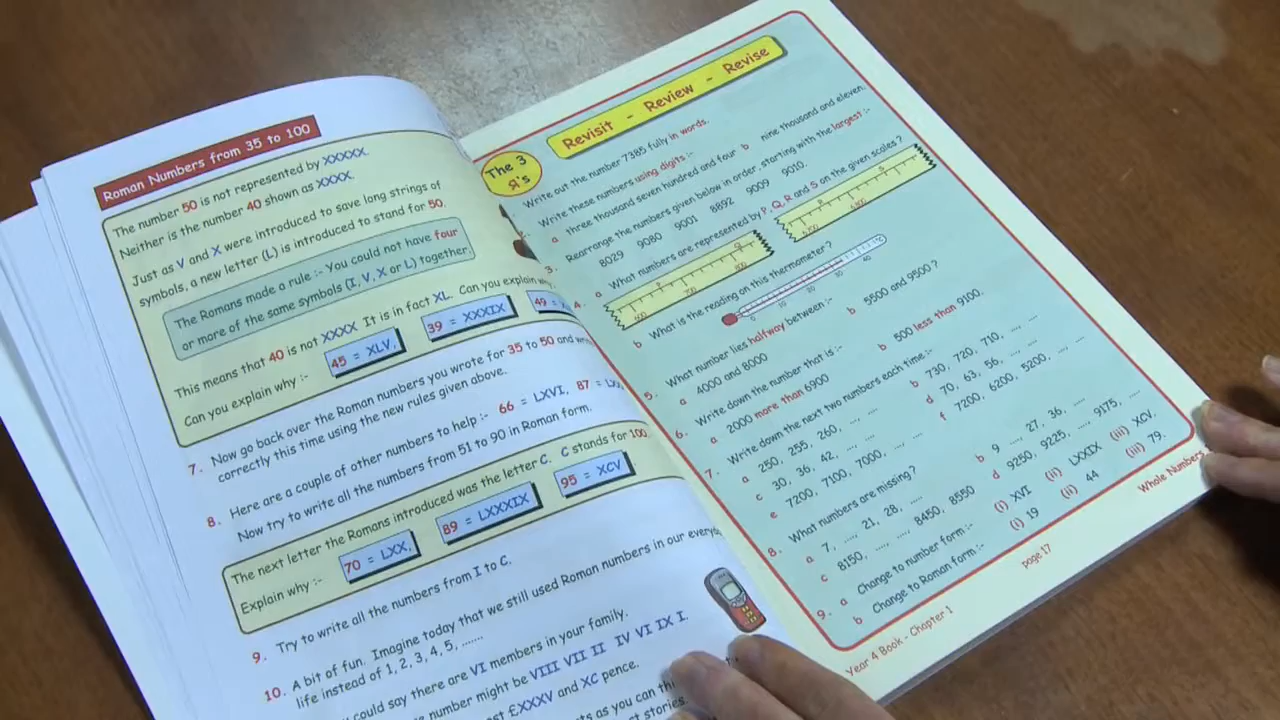 Roman Numbers from 35 to 100
The number 50 is not represented by XXXXX.
Neither is the number 40 shown as XXXX.
Just as V and X were introduced to save long strings of
symbols, a new letter (L) is introduced to stand for 50.
The Romans made a rule :- You could not have four
or more of the same symbols (I, V, X or L) together.
This means that 40 is not XXXX It is in fact XL. Can you explain why :-
Can you explain why :- 45 = XLV, 39 = XXXIX 49 =
7. Now go back over the Roman numbers you wrote for 35 to 50 and
correctly this time using the new rules given above.
8. Here are a couple of other numbers to help :- 66 = LXVI, 87 =
Now try to write all the numbers from 51 to 90 in Roman form.
The next letter the Romans introduced was the letter C. C stands for 100.
Explain why :- 70 = LXX, 89 = LXXXIX 95 = XCV
9. Try to write all the numbers from I to C.
10. A bit of fun. Imagine today that we still used Roman numbers in our
life instead of 1, 2, 3, 4, 5, ......
could say there are VI members in your family.
number might be VIII VII II IV VI IX I.
£XXXV and XC pence.
as you can
stories.
The 3
Я's
Revisit - Review - Revise
Write out the number 7385 fully in words.
Write these numbers using digits :-
a three thousand seven hundred and four b nine thousand and eleven.
3. Rearrange the numbers given below in order, starting with the largest :-
8029 9080 9001 8892 9009 9010.
4. a What numbers are represented by P, Q, R and S on the given scales ?
600 P 700 Q 800
R S
b What is the reading on this thermometer ?
0 10 20 30 40
5. What number lies halfway between :-
a 4000 and 8000 b 5500 and 9500 ?
6. Write down the number that is :-
a 2000 more than 6900 b 500 less than 9100.
7. Write down the next two numbers each time :-
a 250, 255, 260, ...., .... b 730, 720, 710, ...., ....
c 30, 36, 42, ...., .... d 70, 63, 56, ...., ....
e 7200, 7100, 7000, ...., .... f 7200, 6200, 5200, ...., ....
8. What numbers are missing?
a 7, ...., 21, 28, .... b 9 ...., 27, 36, ....
c 8150, ...., ...., 8450, 8550 d 9250, 9225, ...., 9175, ....
9. a Change to number form :- (i) XVI (ii) LXXIX (iii) XCV.
b Change to Roman form :- (i) 19 (ii) 44 (iii) 79.
Year 4 Book - Chapter 1
page 17
Whole Numbers